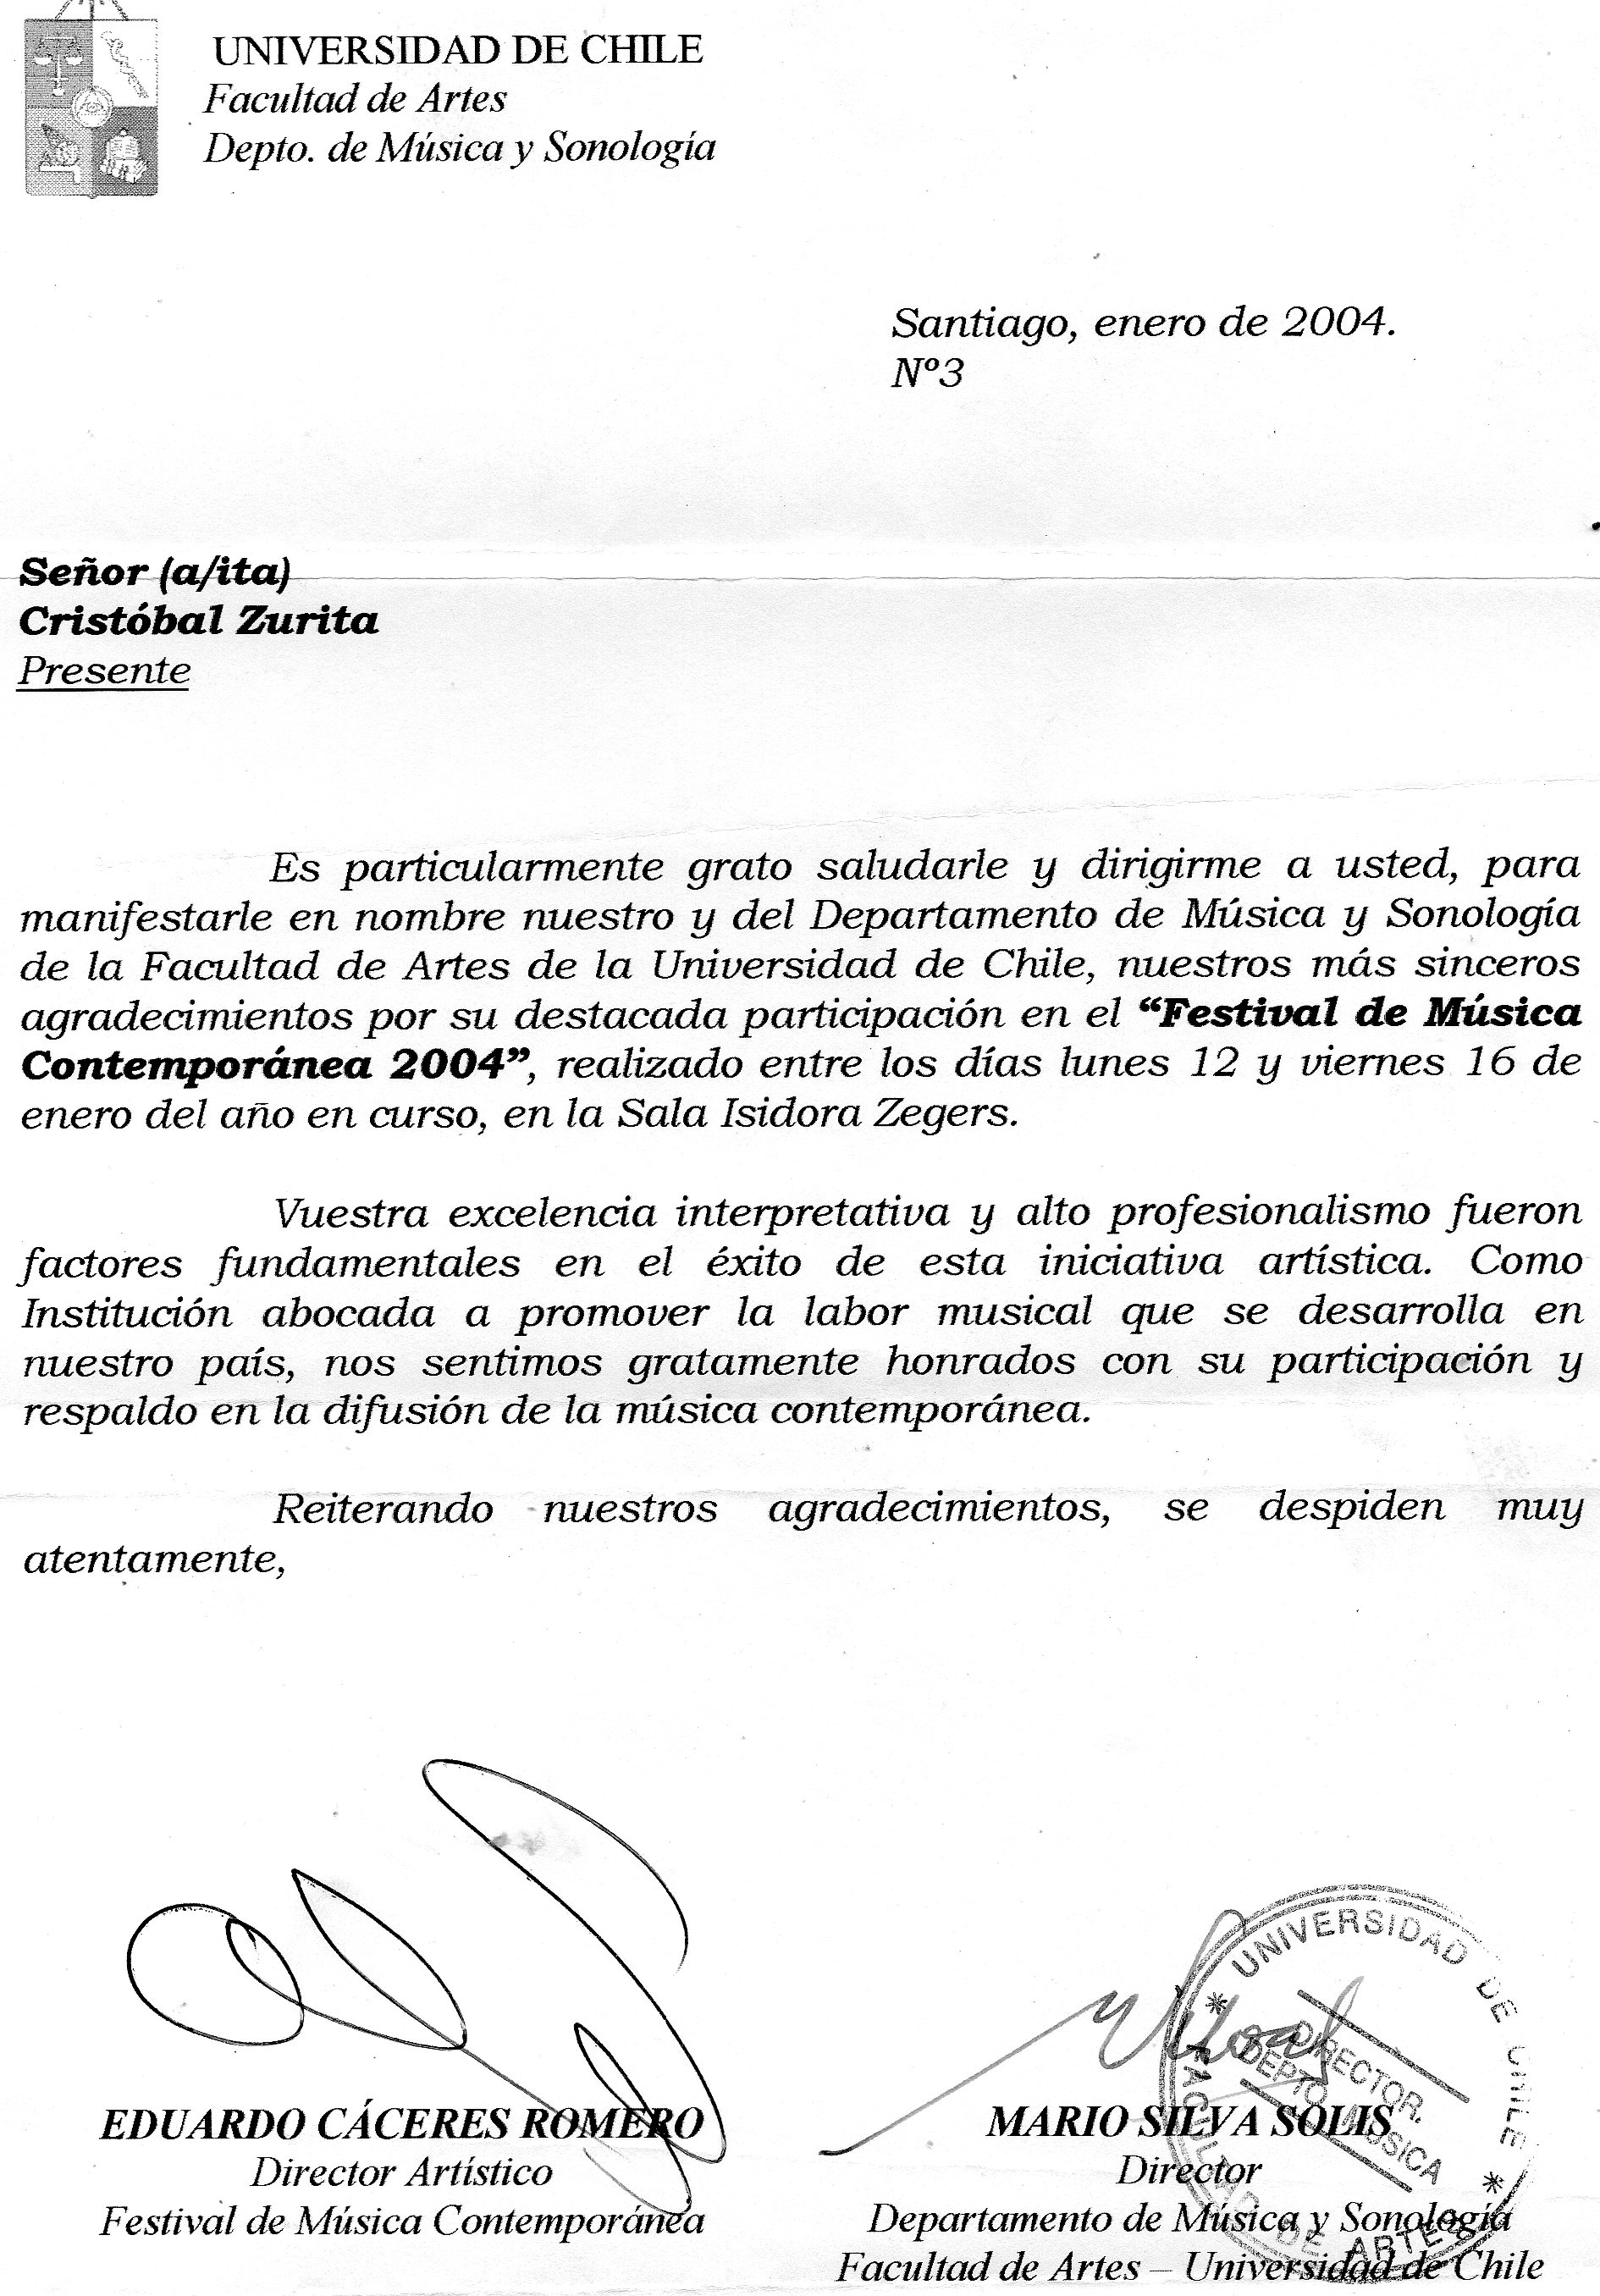 UNIVERSIDAD DE CHILE
Facultad de Artes
Depto. de Música y Sonología
Santiago, enero de 2004.
Nº3
Señor (a/ita)
Cristóbal Zurita
Presente
Es particularmente grato saludarle y dirigirme a usted, para
manifestarle en nombre nuestro y del Departamento de Música y Sonología
de la Facultad de Artes de la Universidad de Chile, nuestros más sinceros
agradecimientos por su destacada participación en el “Festival de Música
Contemporánea 2004”, realizado entre los días lunes 12 y viernes 16 de
enero del año en curso, en la Sala Isidora Zegers.
Vuestra excelencia interpretativa y alto profesionalismo fueron
factores fundamentales en el éxito de esta iniciativa artística. Como
Institución abocada a promover la labor musical que se desarrolla en
nuestro país, nos sentimos gratamente honrados con su participación y
respaldo en la difusión de la música contemporánea.
Reiterando nuestros agradecimientos, se despiden muy
atentamente,
EDUARDO CÁCERES ROMERO
Director Artístico
Festival de Música Contemporánea
MARIO SILVA SOLIS
Director
Departamento de Música y Sonología
Facultad de Artes – Universidad de Chile
* UNIVERSIDAD DE CHILE *
FACULTAD DE ARTES
DIRECTOR.
DEPTO. MUSICA